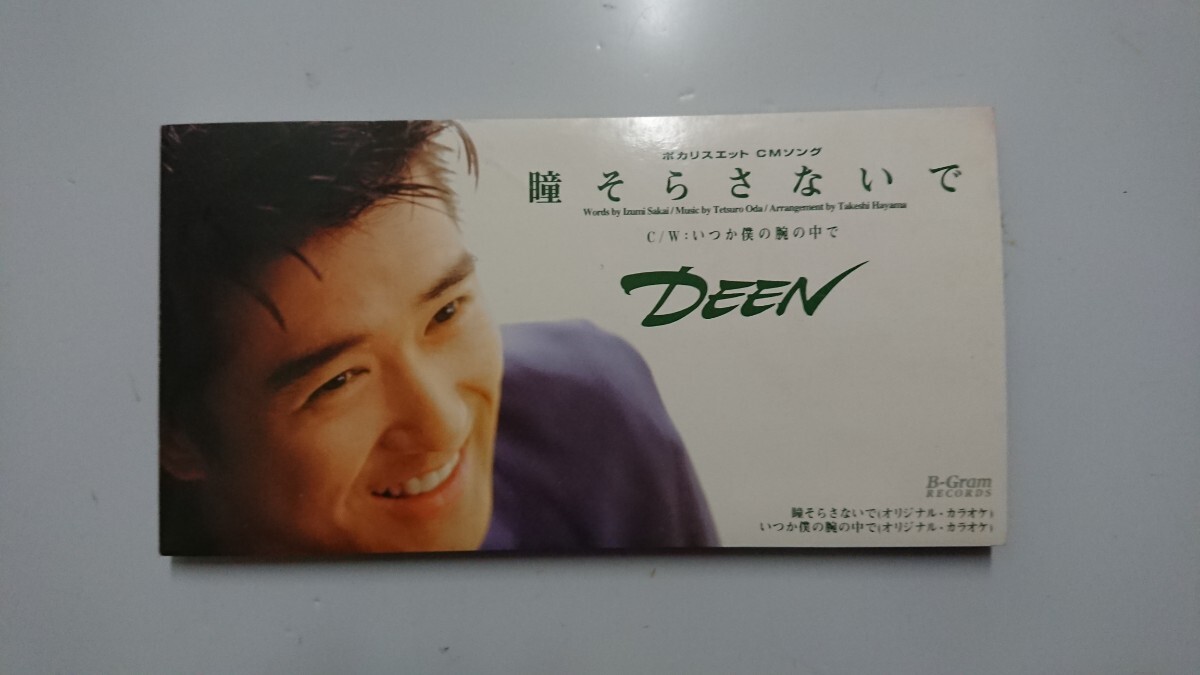 ポカリスエット CMソング
瞳そらさないで
Words by Izumi Sakai / Music by Tetsuro Oda / Arrangement by Takeshi Hayama
C/W:いつか僕の腕の中で
DEEN
B-Gram
RECORDS
瞳そらさないで(オリジナル・カラオケ)
いつか僕の腕の中で(オリジナル・カラオケ)